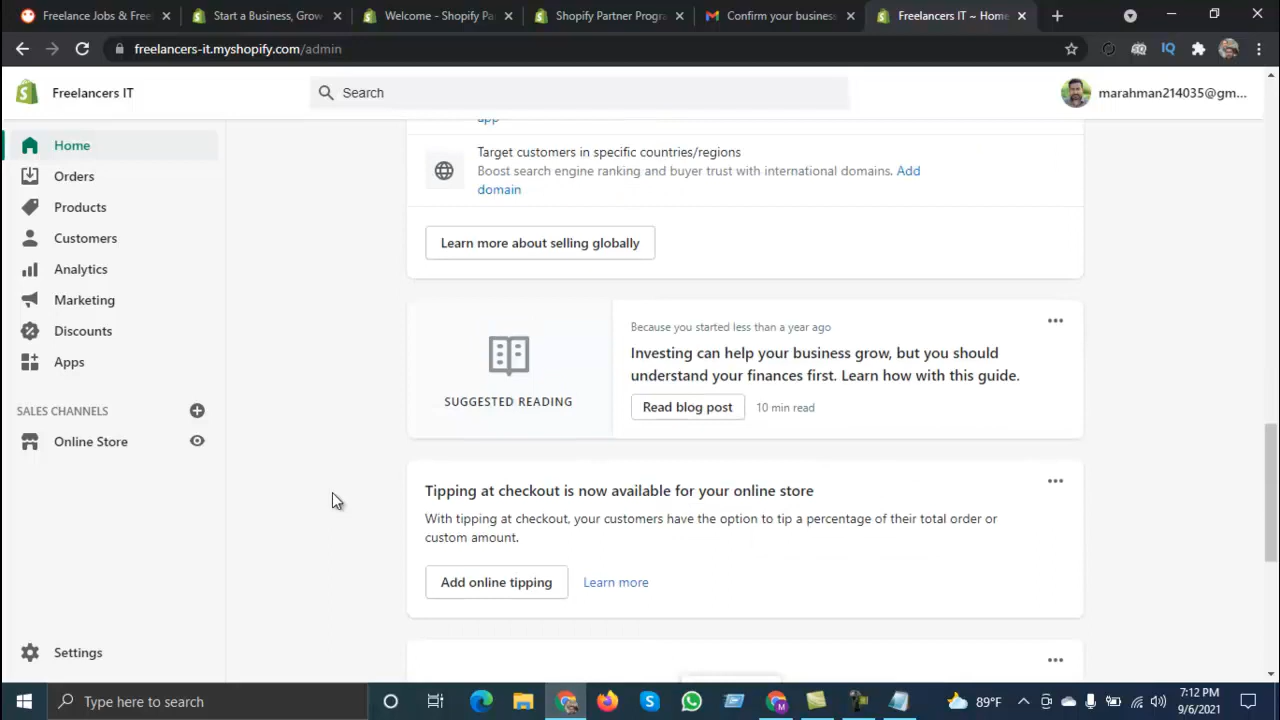 Freelance Jobs & Free
Start a Business, Grow
Welcome - Shopify Pa
Shopify Partner Progra
Confirm your business
Freelancers IT ~ Home
freelancers-it.myshopify.com/admin
Freelancers IT
Search
marahman214035@gm...
Home
Orders
Products
Customers
Analytics
Marketing
Discounts
Apps
SALES CHANNELS
Online Store
Settings
app
Target customers in specific countries/regions
Boost search engine ranking and buyer trust with international domains. Add
domain
Learn more about selling globally
SUGGESTED READING
Because you started less than a year ago
Investing can help your business grow, but you should
understand your finances first. Learn how with this guide.
Read blog post
10 min read
Tipping at checkout is now available for your online store
With tipping at checkout, your customers have the option to tip a percentage of their total order or
custom amount.
Add online tipping
Learn more
Type here to search
89°F
7:12 PM
9/6/2021